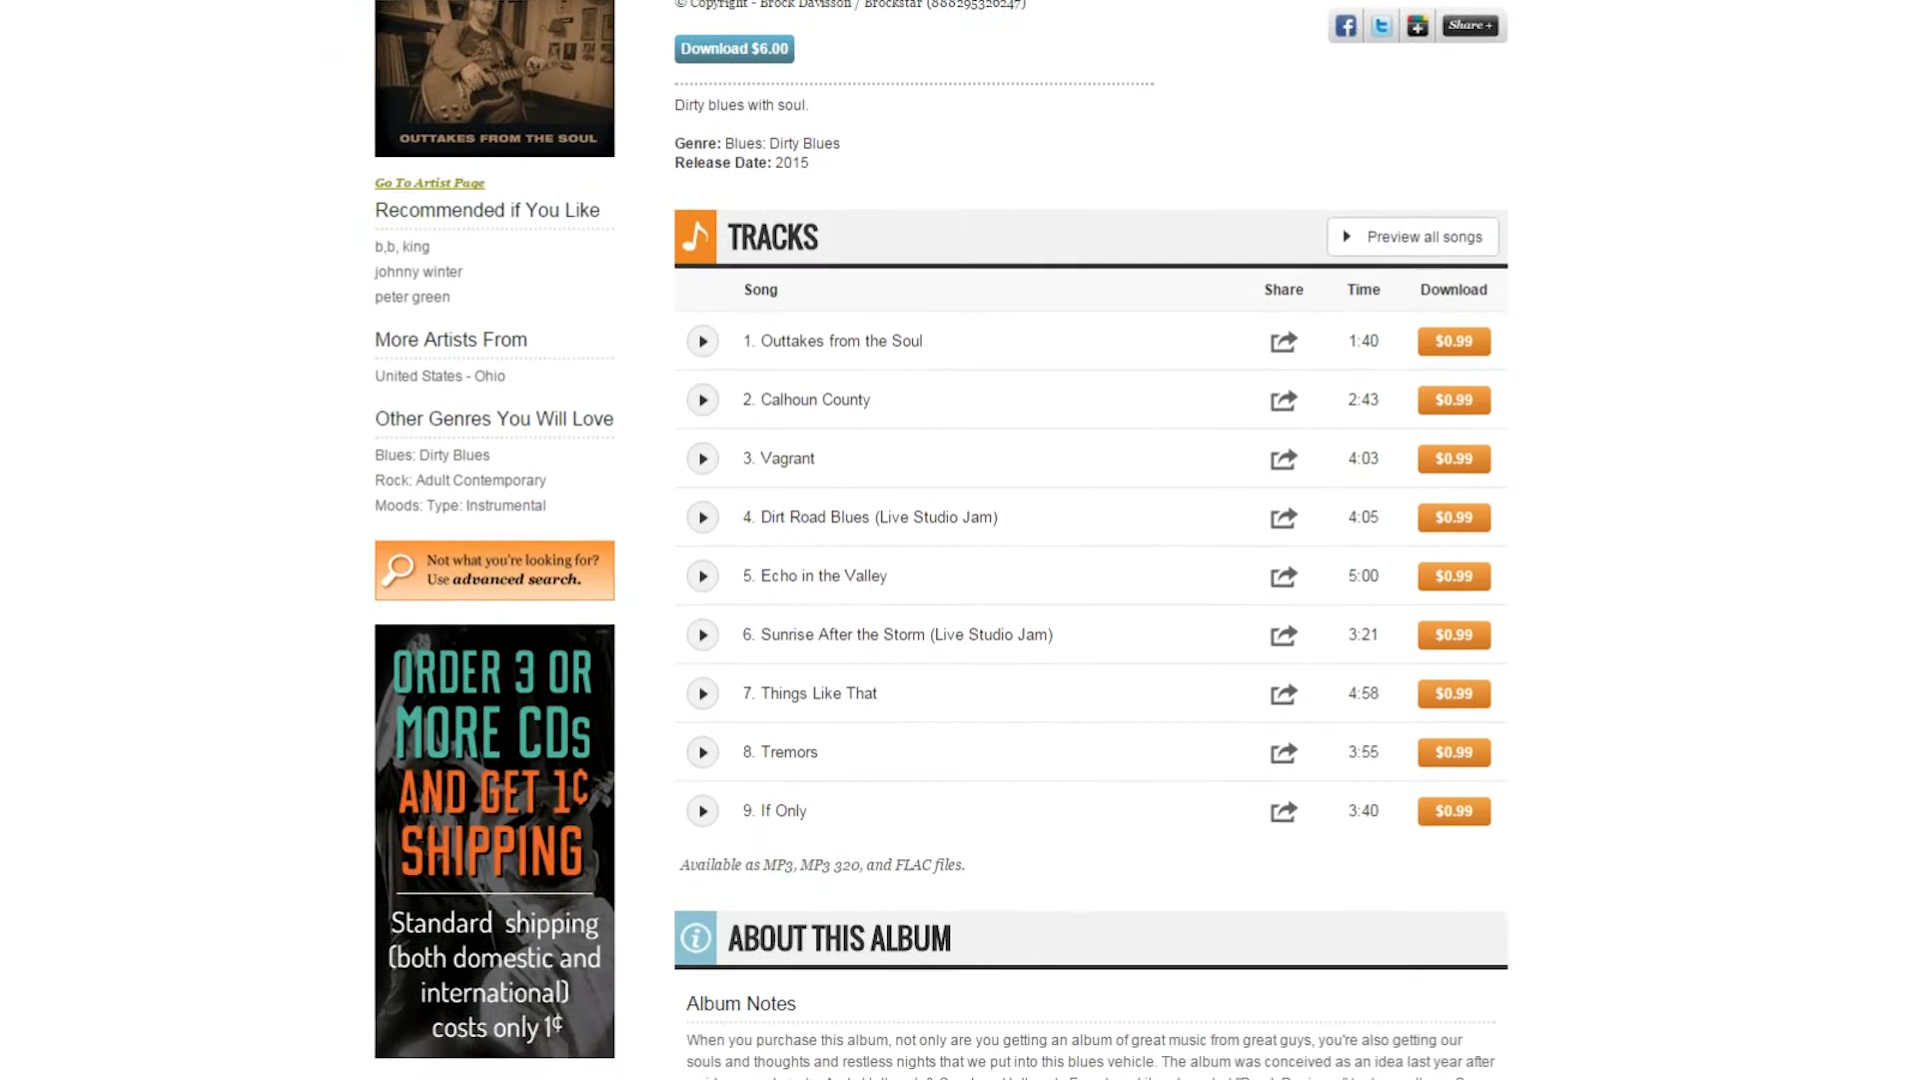 © Copyright - Brock Davisson / Brockstar (888295326247)
Download $6.00
Share +
Dirty blues with soul.
Genre: Blues: Dirty Blues
Release Date: 2015
OUTTAKES FROM THE SOUL
Go To Artist Page
Recommended if You Like
b,b, king
johnny winter
peter green
More Artists From
United States - Ohio
Other Genres You Will Love
Blues: Dirty Blues
Rock: Adult Contemporary
Moods: Type: Instrumental
Not what you're looking for?
Use advanced search.
ORDER 3 OR
MORE CDs
AND GET 1¢
SHIPPING
Standard shipping
(both domestic and
international)
costs only 1¢
TRACKS
Preview all songs
Song Share Time Download
1. Outtakes from the Soul 1:40 $0.99
2. Calhoun County 2:43 $0.99
3. Vagrant 4:03 $0.99
4. Dirt Road Blues (Live Studio Jam) 4:05 $0.99
5. Echo in the Valley 5:00 $0.99
6. Sunrise After the Storm (Live Studio Jam) 3:21 $0.99
7. Things Like That 4:58 $0.99
8. Tremors 3:55 $0.99
9. If Only 3:40 $0.99
Available as MP3, MP3 320, and FLAC files.
ABOUT THIS ALBUM
Album Notes
When you purchase this album, not only are you getting an album of great music from great guys, you're also getting our
souls and thoughts and restless nights that we put into this blues vehicle. The album was conceived as an idea last year after